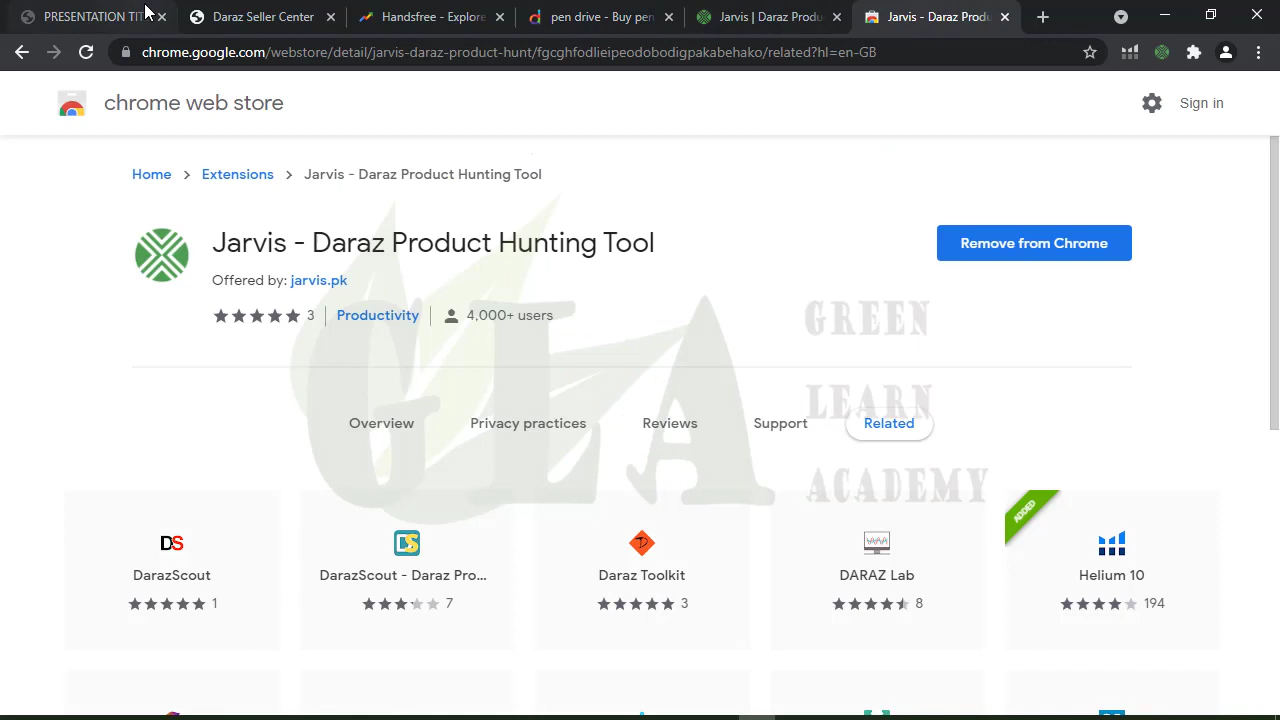 PRESENTATION TIT
Daraz Seller Center
Handsfree - Explore
pen drive - Buy pen
Jarvis | Daraz Produ
Jarvis - Daraz Produ
chrome.google.com/webstore/detail/jarvis-daraz-product-hunt/fgcghfodlieipeodobodigpakabehako/related?hl=en-GB
chrome web store
Sign in
Home > Extensions > Jarvis - Daraz Product Hunting Tool
Jarvis - Daraz Product Hunting Tool
Remove from Chrome
Offered by: jarvis.pk
3 Productivity 4,000+ users
GLA
GREEN
LEARN
ACADEMY
Overview
Privacy practices
Reviews
Support
Related
DS
DarazScout
1
DS
DarazScout - Daraz Pro...
7
Daraz Toolkit
3
DARAZ Lab
8
ADDED
Helium 10
194